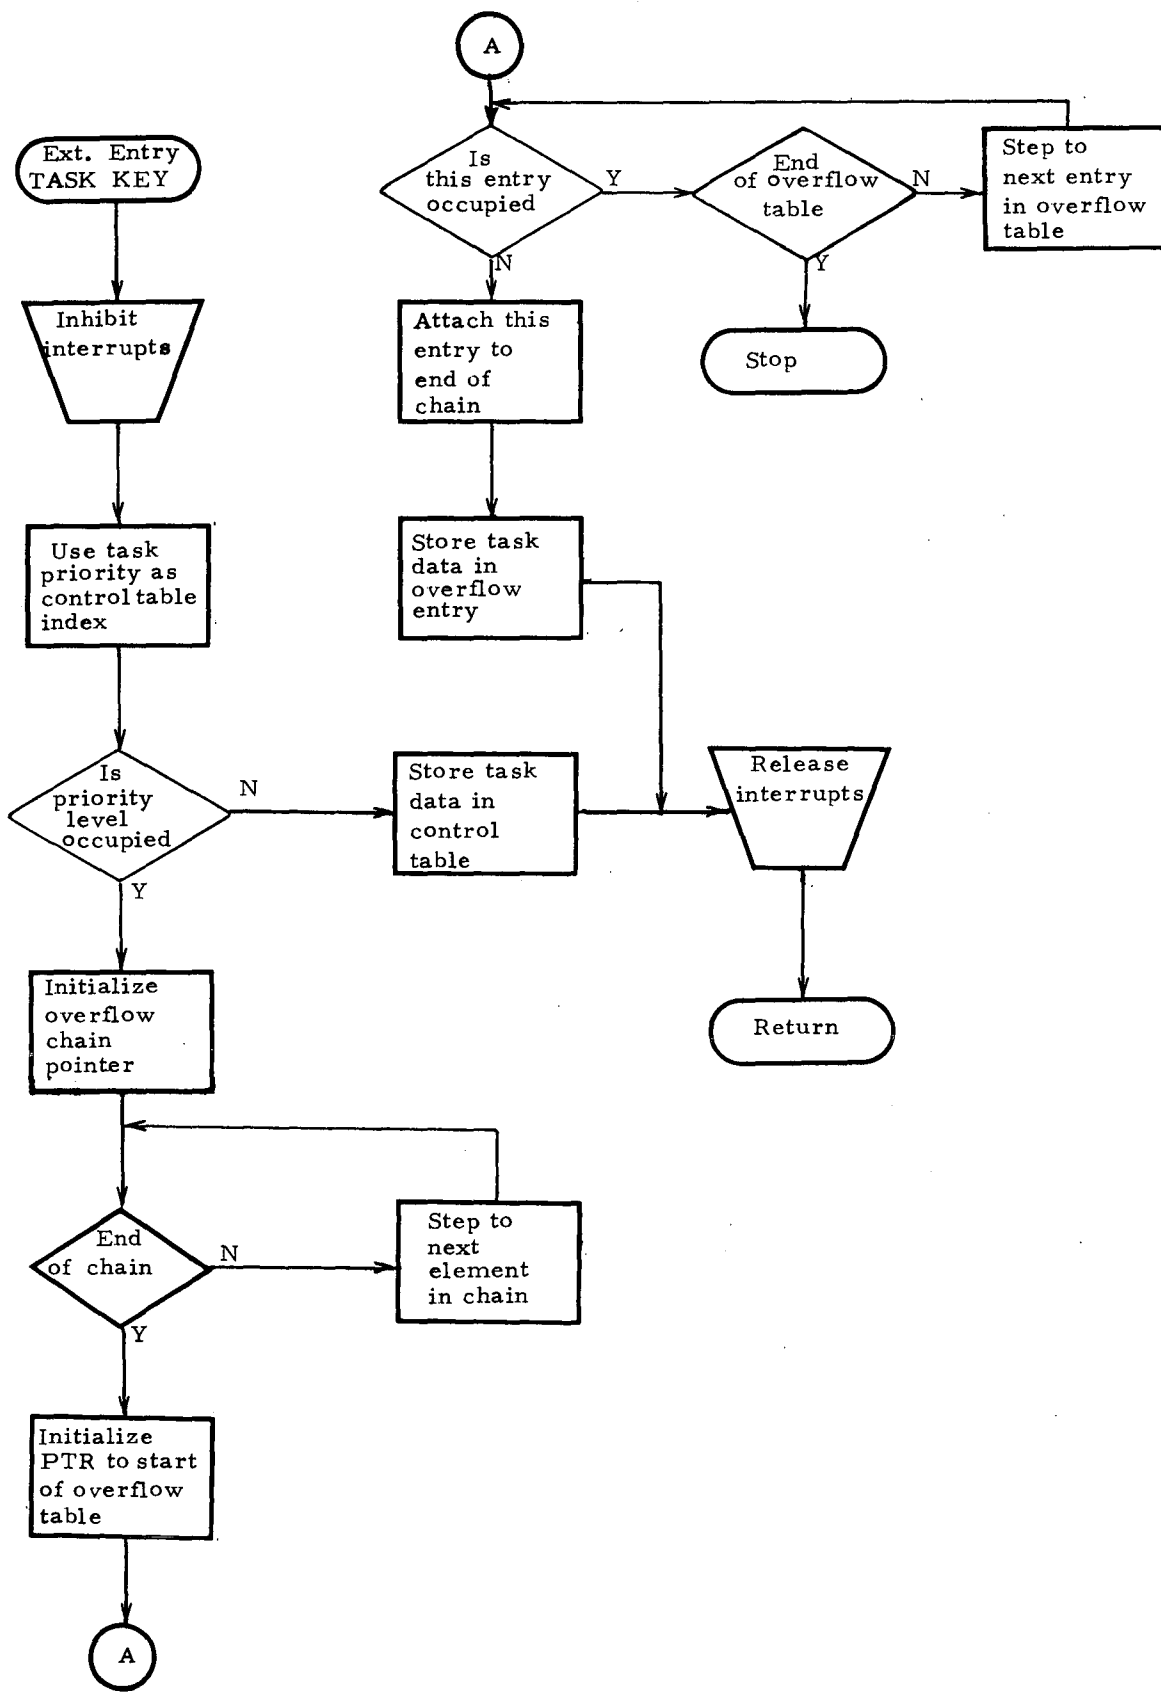 Ext. Entry
TASK KEY
Inhibit
interrupts
Use task
priority as
control table
index
Is
priority
level
occupied
N
Y
Initialize
overflow
chain
pointer
End
of chain
N
Y
Step to
next
element
in chain
Initialize
PTR to start
of overflow
table
A
A
Is
this entry
occupied
Y
N
End
of overflow
table
N
Y
Step to
next entry
in overflow
table
Stop
Attach this
entry to
end of
chain
Store task
data in
overflow
entry
Store task
data in
control
table
Release
interrupts
Return